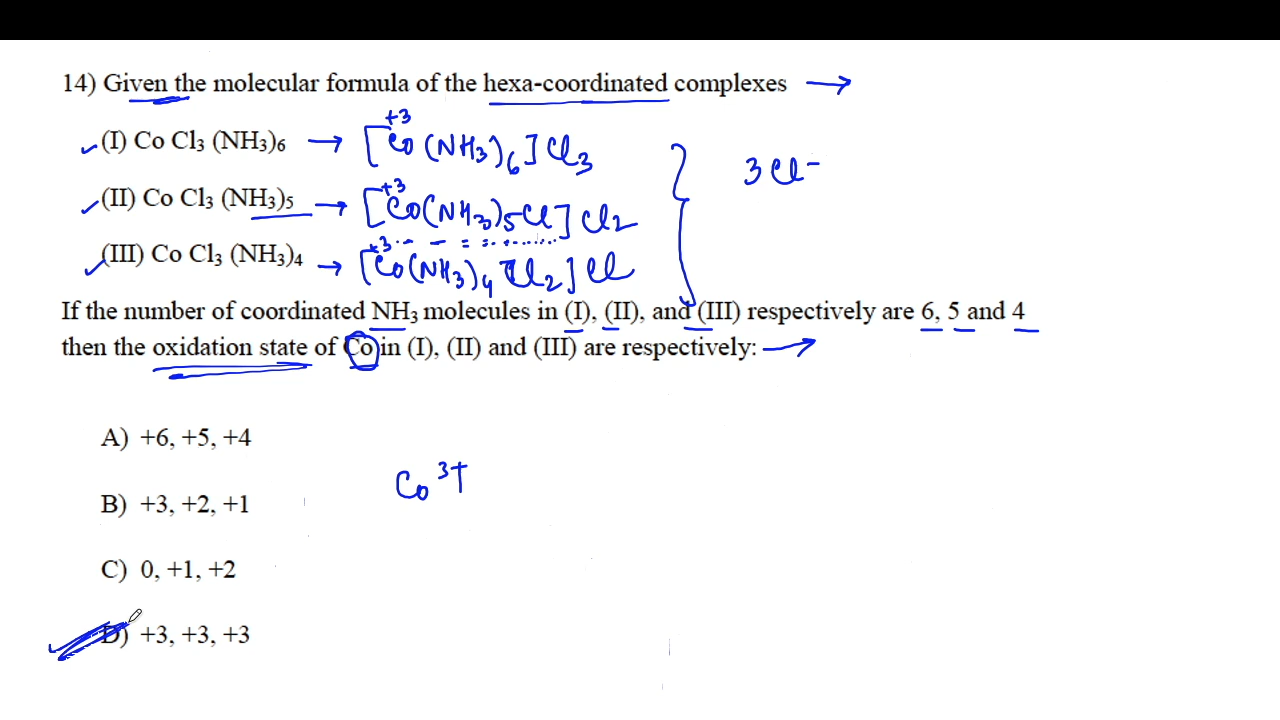 14) Given the molecular formula of the hexa-coordinated complexes →
(I) Co Cl₃ (NH₃)₆ → [Co(NH₃)₆]Cl₃ +3
3Cl⁻
(II) Co Cl₃ (NH₃)₅ → [Co(NH₃)₅Cl]Cl₂ +3
(III) Co Cl₃ (NH₃)₄ → [Co(NH₃)₄Cl₂]Cl +3
If the number of coordinated NH₃ molecules in (I), (II), and (III) respectively are 6, 5 and 4
then the oxidation state of Co in (I), (II) and (III) are respectively: →
A) +6, +5, +4
Co³⁺
B) +3, +2, +1
C) 0, +1, +2
D) +3, +3, +3